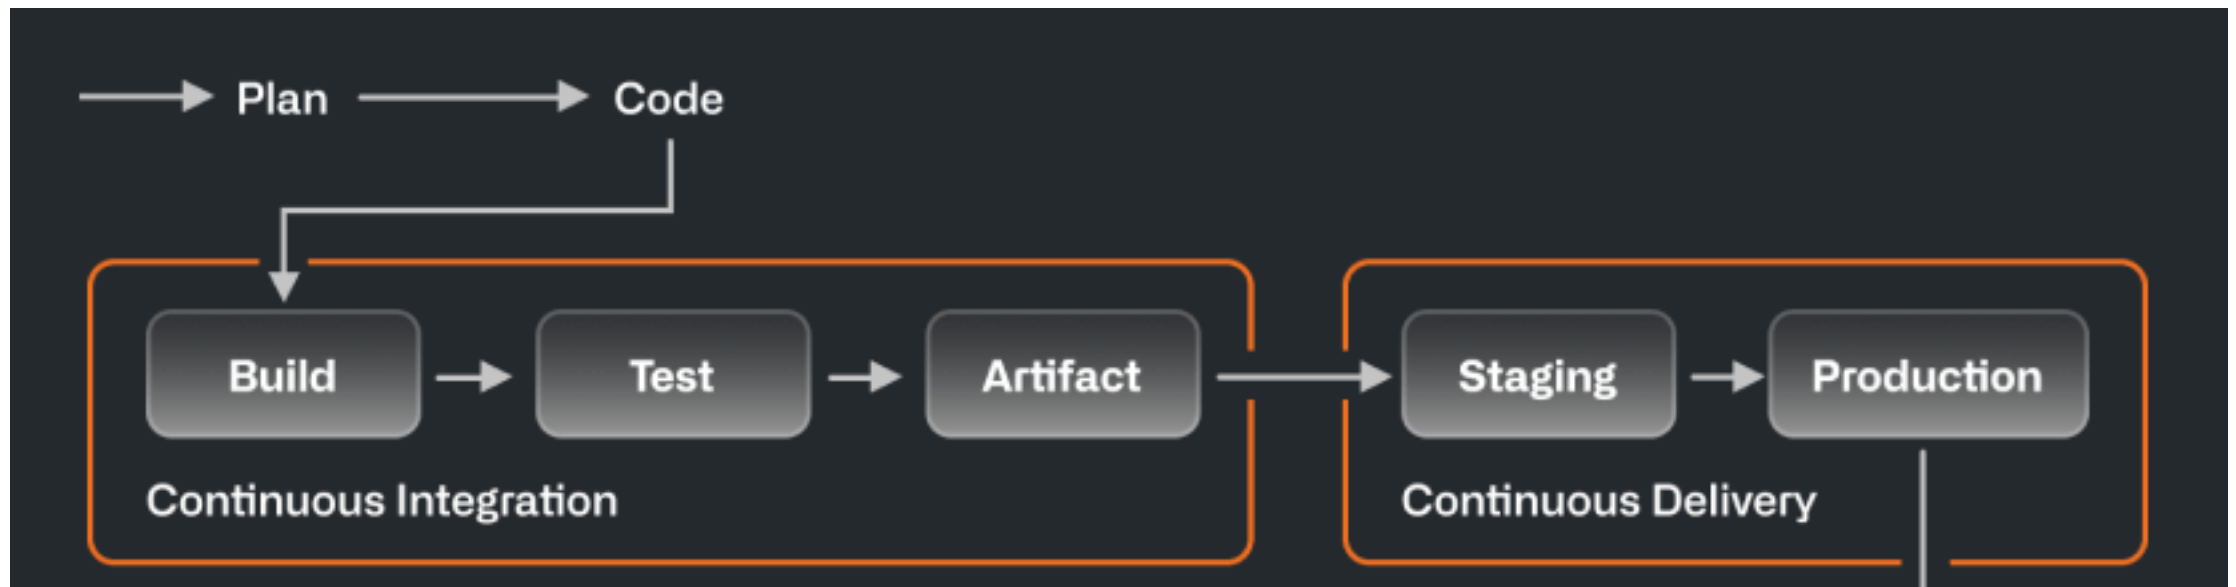 Plan
Code
Build
Test
Artifact
Staging
Production
Continuous Integration
Continuous Delivery